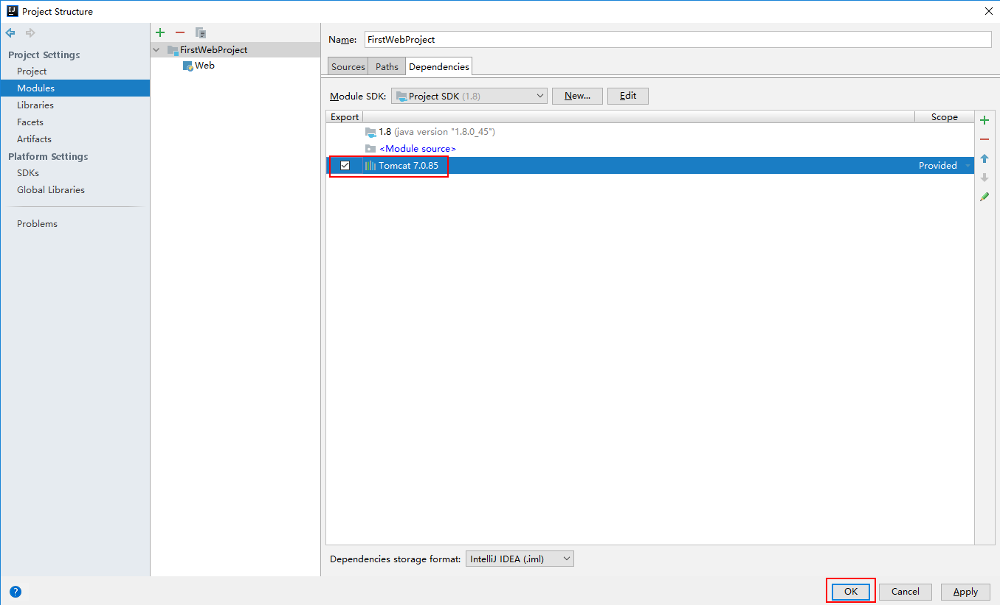 Project Structure
Project Settings
Project
Modules
Libraries
Facets
Artifacts
Platform Settings
SDKs
Global Libraries
Problems
FirstWebProject
Web
Name: FirstWebProject
Sources Paths Dependencies
Module SDK: Project SDK (1.8) New... Edit
Export Scope
1.8 (java version "1.8.0_45")
<Module source>
Tomcat 7.0.85 Provided
Dependencies storage format: IntelliJ IDEA (.iml)
? OK Cancel Apply